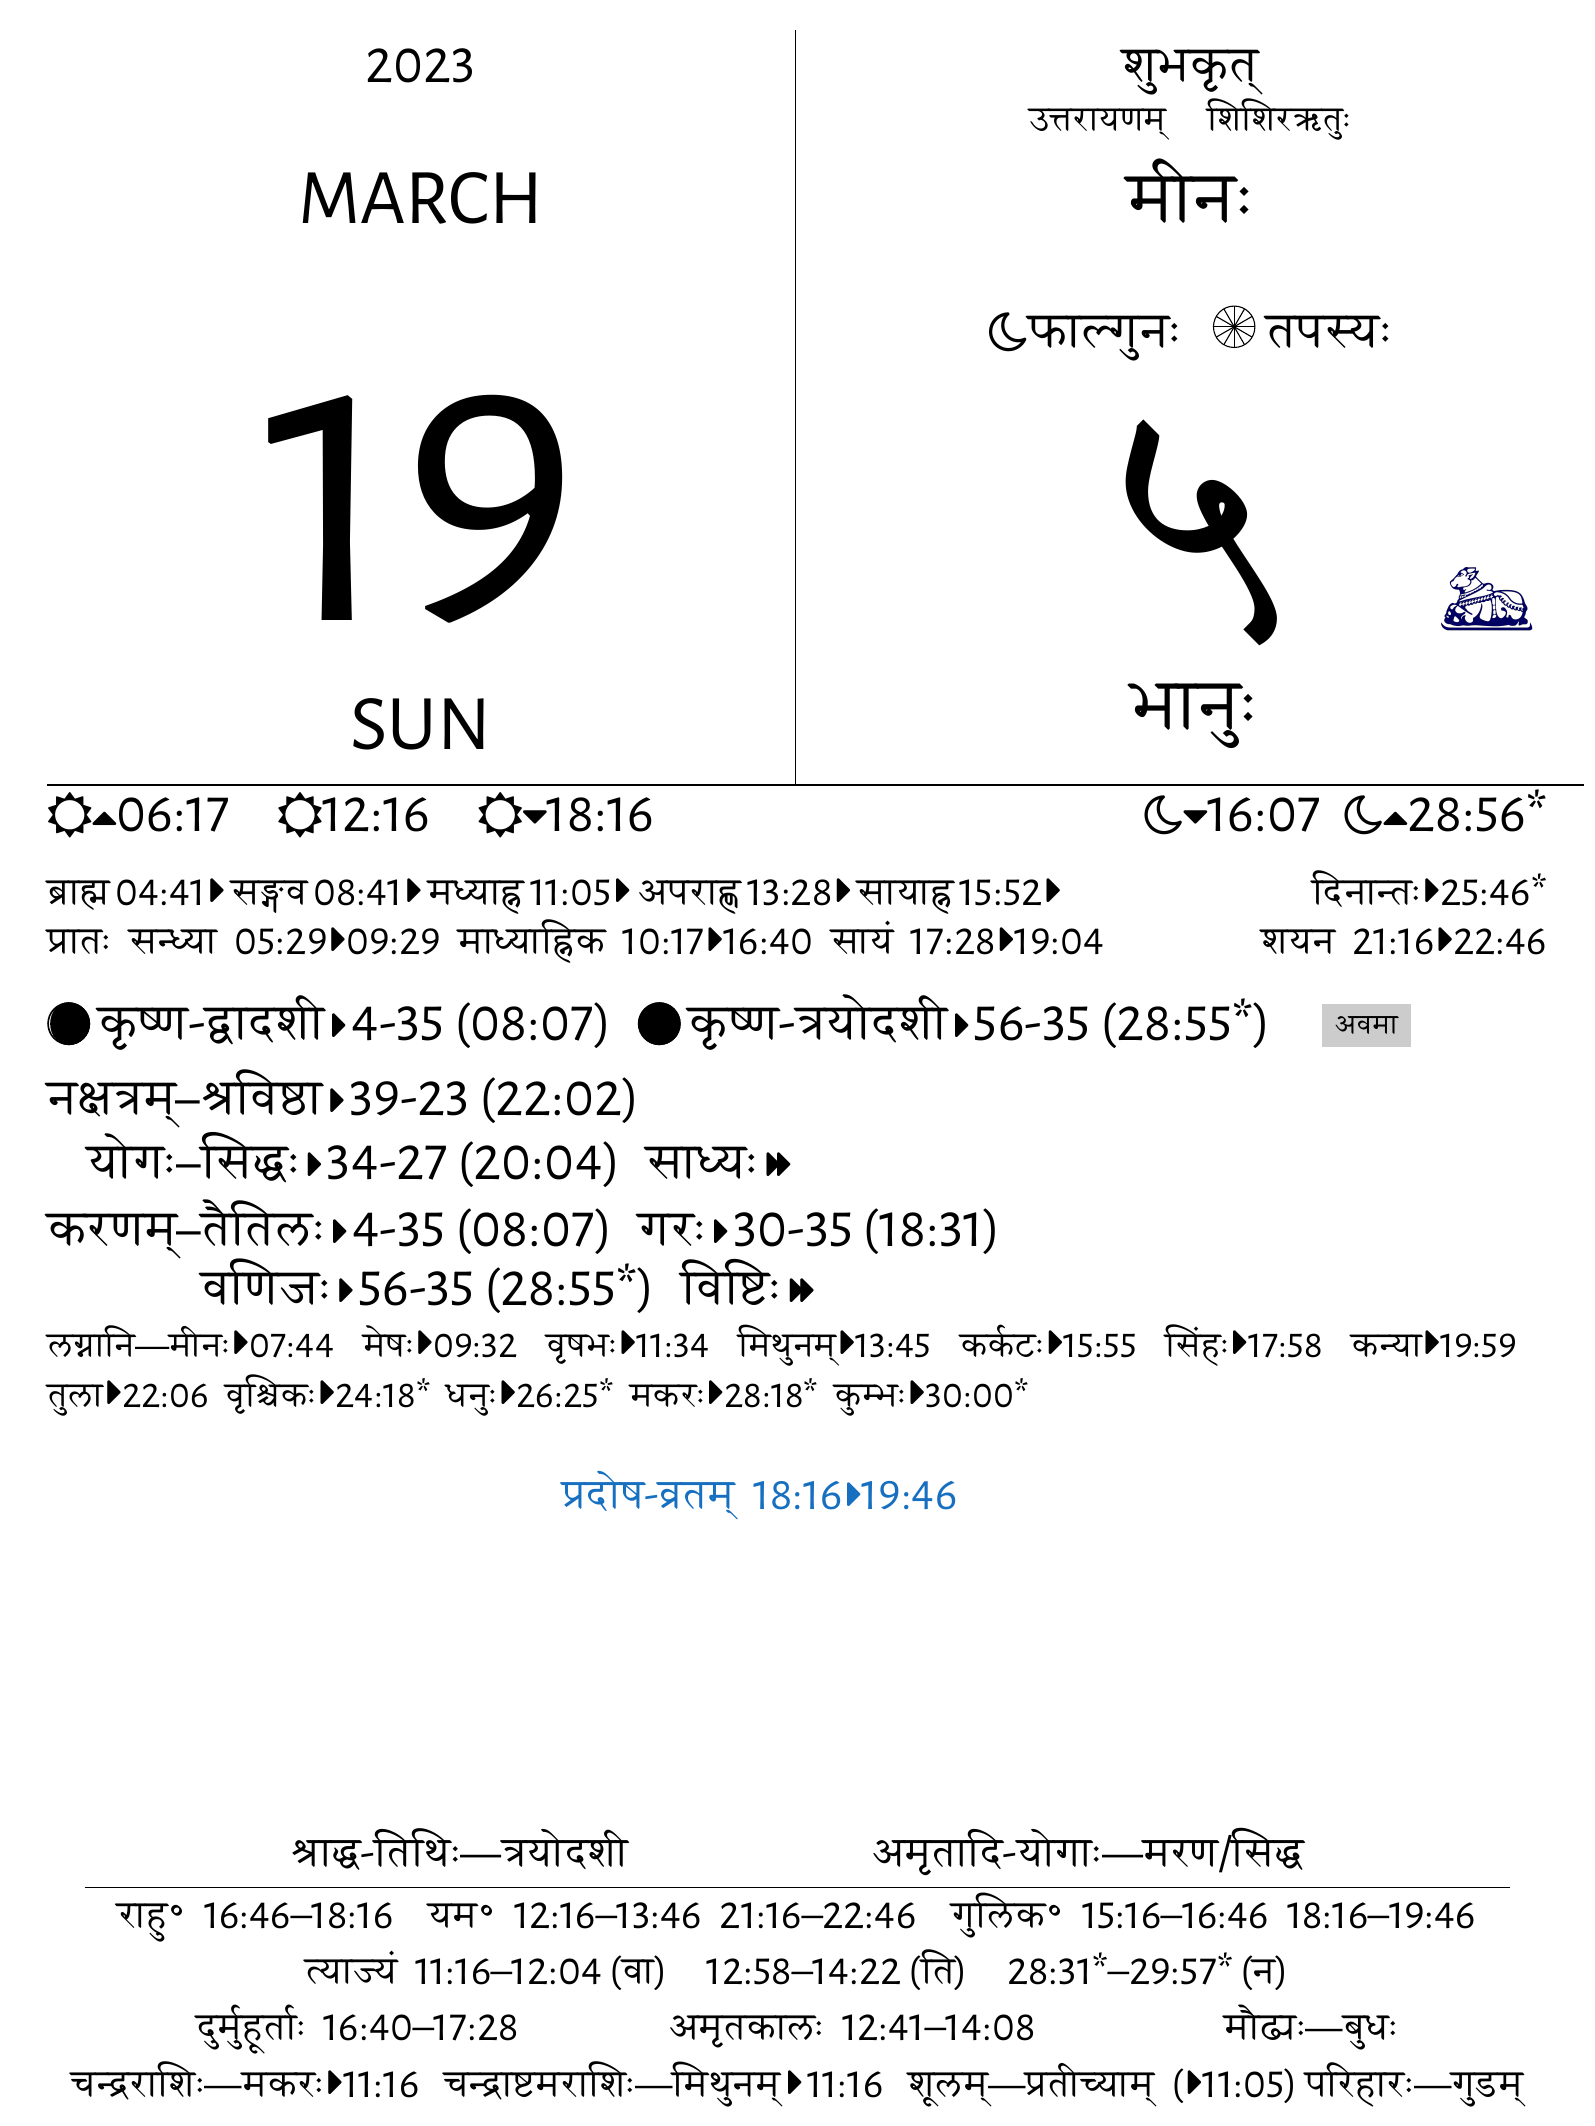 2023
MARCH
19
SUN
शुभकृत्
उत्तरायणम् शिशिरऋतुः
मीनः
फाल्गुनः तपस्यः
५
भानुः
06:17 12:16 18:16 16:07 28:56*
ब्राह्म 04:41 सङ्गव 08:41 मध्याह्न 11:05 अपराह्ण 13:28 सायाह्न 15:52 दिनान्तः 25:46*
प्रातः सन्ध्या 05:29 09:29 माध्याह्निक 10:17 16:40 सायं 17:28 19:04 शयन 21:16 22:46
कृष्ण-द्वादशी 4-35 (08:07) कृष्ण-त्रयोदशी 56-35 (28:55*) अवमा
नक्षत्रम्–श्रविष्ठा 39-23 (22:02)
योगः–सिद्धः 34-27 (20:04) साध्यः
करणम्–तैतिलः 4-35 (08:07) गरः 30-35 (18:31)
वणिजः 56-35 (28:55*) विष्टिः
लग्नानि—मीनः 07:44 मेषः 09:32 वृषभः 11:34 मिथुनम् 13:45 कर्कटः 15:55 सिंहः 17:58 कन्या 19:59
तुला 22:06 वृश्चिकः 24:18* धनुः 26:25* मकरः 28:18* कुम्भः 30:00*
प्रदोष-व्रतम् 18:16 19:46
श्राद्ध-तिथिः—त्रयोदशी अमृतादि-योगाः—मरण/सिद्ध
राहु॰ 16:46–18:16 यम॰ 12:16–13:46 21:16–22:46 गुलिक॰ 15:16–16:46 18:16–19:46
त्याज्यं 11:16–12:04 (वा) 12:58–14:22 (ति) 28:31*–29:57* (न)
दुर्मुहूर्ताः 16:40–17:28 अमृतकालः 12:41–14:08 मौढ्यः—बुधः
चन्द्रराशिः—मकरः 11:16 चन्द्राष्टमराशिः—मिथुनम् 11:16 शूलम्—प्रतीच्याम् (11:05) परिहारः—गुडम्